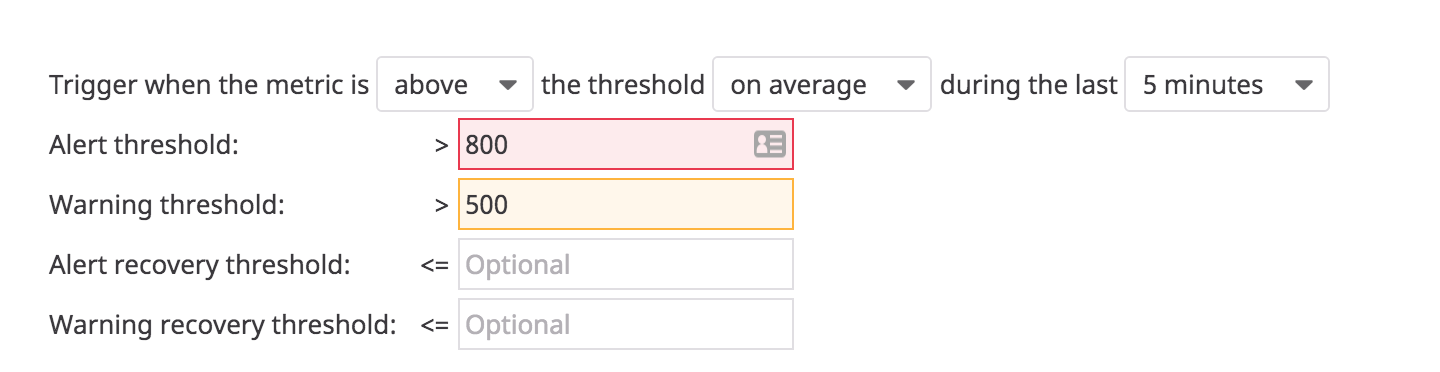 Trigger when the metric is above the threshold on average during the last 5 minutes
Alert threshold: > 800
Warning threshold: > 500
Alert recovery threshold: <= Optional
Warning recovery threshold: <= Optional